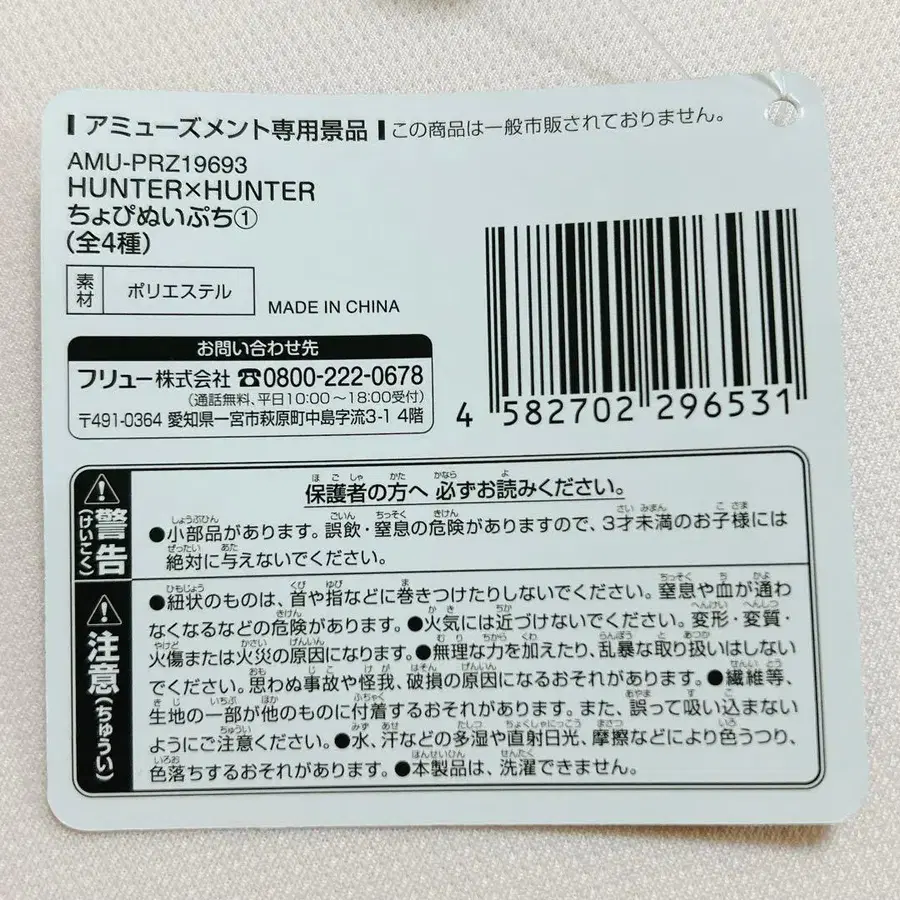 アミューズメント専用景品 この商品は一般市販されておりません。
AMU-PRZ19693
HUNTER×HUNTER
ちょぴぬいぷち①
(全4種)
素材 ポリエステル
MADE IN CHINA
お問い合わせ先
フリュー株式会社 ☎0800-222-0678
(通話無料、平日10:00～18:00受付)
〒491-0364 愛知県一宮市萩原町中島字流3-1 4階
4 582702 296531
⚠警告(けいこく)
保護者の方へ 必ずお読みください。
●小部品があります。誤飲・窒息の危険がありますので、3才未満のお子様には
絶対に与えないでください。
⚠注意(ちゅうい)
●紐状のものは、首や指などに巻きつけたりしないでください。窒息や血が通わ
なくなるなどの危険があります。●火気には近づけないでください。変形・変質・
火傷または火災の原因になります。●無理な力を加えたり、乱暴な取り扱いはしない
でください。思わぬ事故や怪我、破損の原因になるおそれがあります。●繊維等、
生地の一部が他のものに付着するおそれがあります。また、誤って吸い込まない
ようにご注意ください。●水、汗などの多湿や直射日光、摩擦などにより色うつり、
色落ちするおそれがあります。●本製品は、洗濯できません。